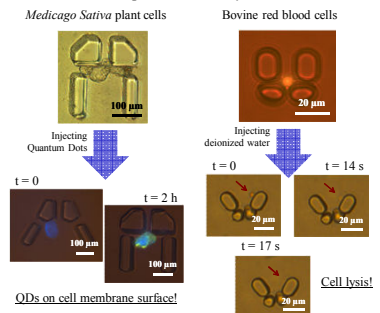 Medicago Sativa plant cells
100 µm
Injecting
Quantum Dots
t = 0
100 µm
t = 2 h
100 µm
QDs on cell membrane surface!
Bovine red blood cells
20 µm
Injecting
deionized water
t = 0
20 µm
t = 14 s
20 µm
t = 17 s
20 µm
Cell lysis!